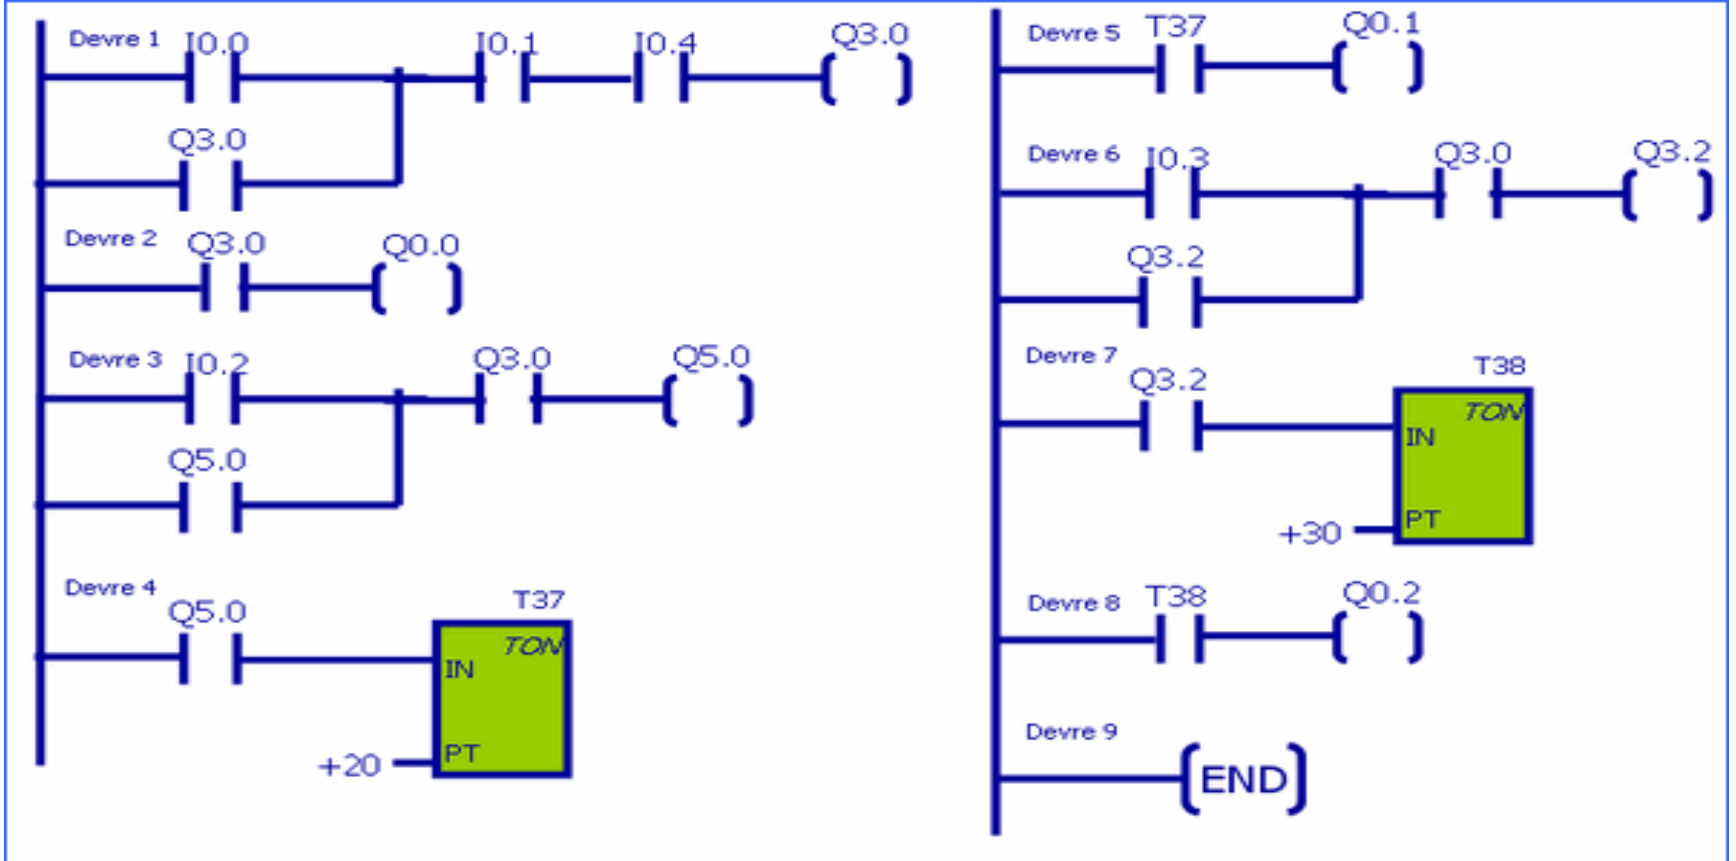 Devre 1 I0.0 I0.1 I0.4 Q3.0
Q3.0
Devre 2 Q3.0 Q0.0
Devre 3 I0.2 Q3.0 Q5.0
Q5.0
Devre 4 Q5.0 T37
TON
IN
+20 PT
Devre 5 T37 Q0.1
Devre 6 I0.3 Q3.0 Q3.2
Q3.2
Devre 7 Q3.2 T38
TON
IN
+30 PT
Devre 8 T38 Q0.2
Devre 9
END